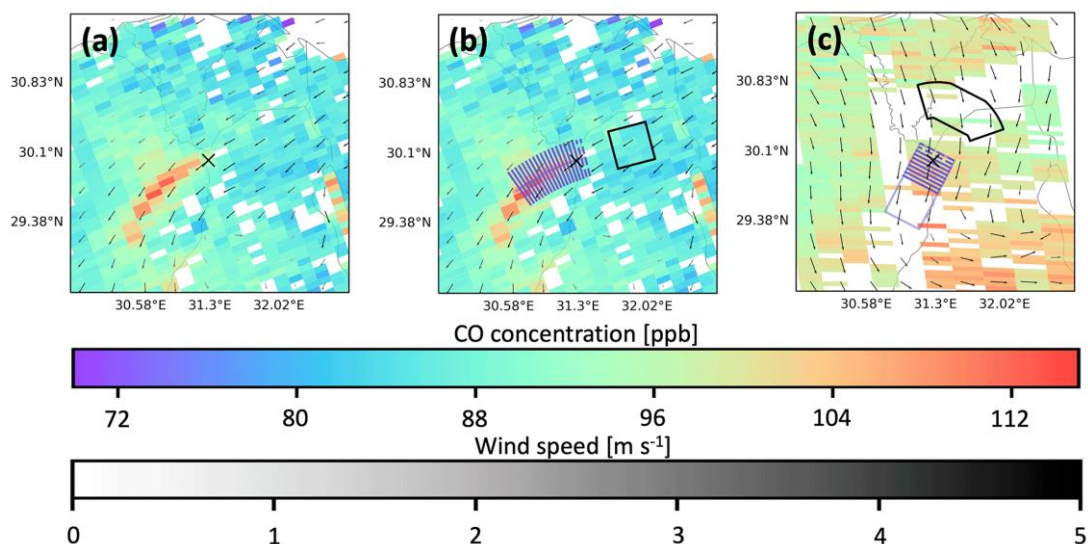 (a) (b) (c)
30.83°N 30.83°N 30.83°N
30.1°N 30.1°N 30.1°N
29.38°N 29.38°N 29.38°N
30.58°E 31.3°E 32.02°E 30.58°E 31.3°E 32.02°E 30.58°E 31.3°E 32.02°E
CO concentration [ppb]
72 80 88 96 104 112
Wind speed [m s⁻¹]
0 1 2 3 4 5